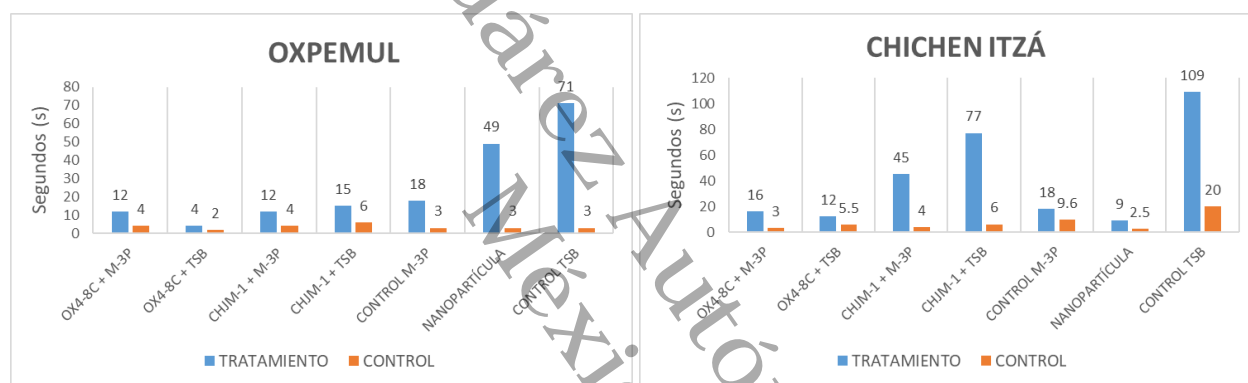 OXPEMUL
Segundos (s)
80
70
60
50
40
30
20
10
0
12 4 4 2 12 4 15 6 18 3 49 3 71 3
OX4-8C + M-3P
OX4-8C + TSB
CHJM-1 + M-3P
CHJM-1 + TSB
CONTROL M-3P
NANOPARTÍCULA
CONTROL TSB
TRATAMIENTO CONTROL
CHICHEN ITZÁ
Segundos (s)
120
100
80
60
40
20
0
16 3 12 5.5 45 4 77 6 18 9.6 9 2.5 109 20
OX4-8C + M-3P
OX4-8C + TSB
CHJM-1 + M-3P
CHJM-1 + TSB
CONTROL M-3P
NANOPARTÍCULA
CONTROL TSB
TRATAMIENTO CONTROL